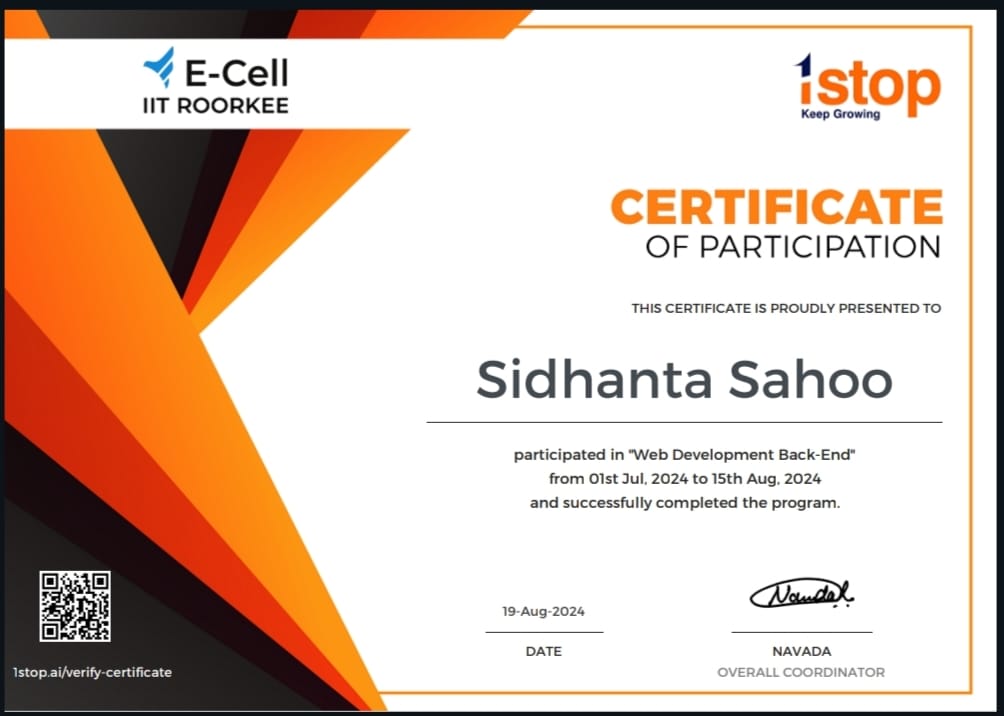 E-Cell
IIT ROORKEE
1stop
Keep Growing
CERTIFICATE
OF PARTICIPATION
THIS CERTIFICATE IS PROUDLY PRESENTED TO
Sidhanta Sahoo
participated in "Web Development Back-End"
from 01st Jul, 2024 to 15th Aug, 2024
and successfully completed the program.
19-Aug-2024
DATE
NAVADA
OVERALL COORDINATOR
1stop.ai/verify-certificate